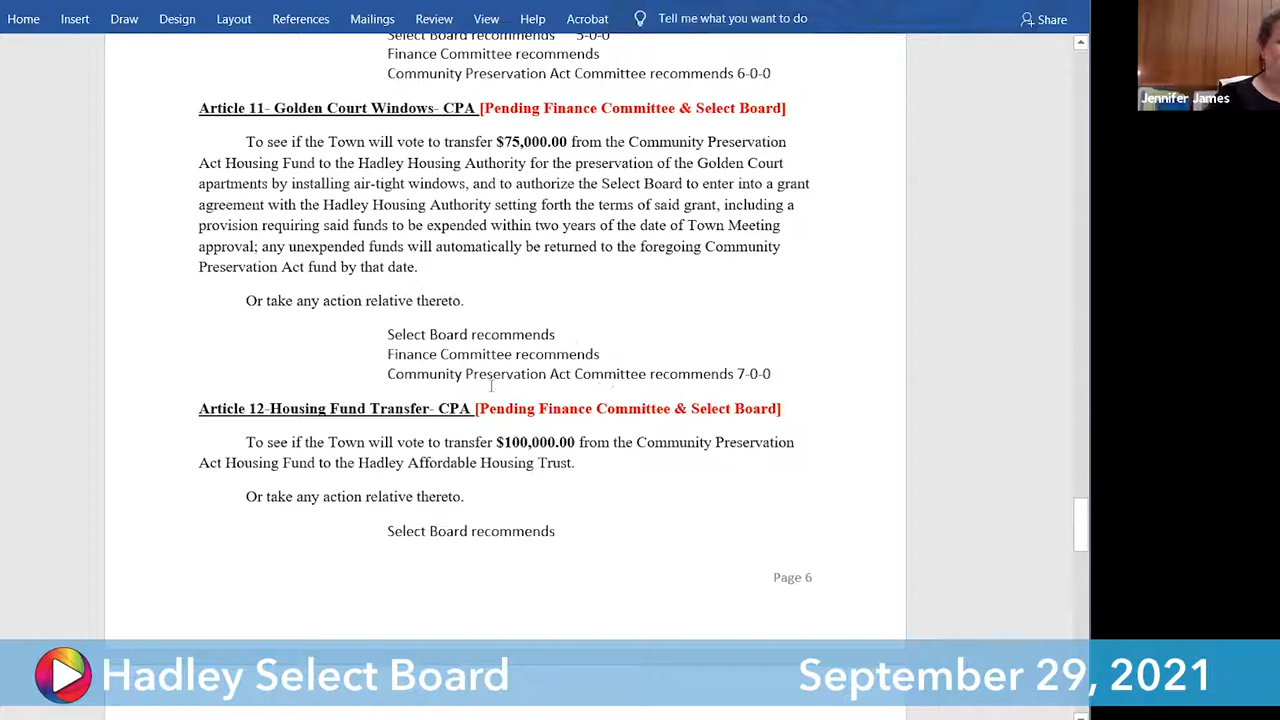 Home Insert Draw Design Layout References Mailings Review View Help Acrobat Tell me what you want to do Share
Select Board recommends 5-0-0
Finance Committee recommends
Community Preservation Act Committee recommends 6-0-0
Jennifer James
Article 11- Golden Court Windows- CPA [Pending Finance Committee & Select Board]
To see if the Town will vote to transfer $75,000.00 from the Community Preservation
Act Housing Fund to the Hadley Housing Authority for the preservation of the Golden Court
apartments by installing air-tight windows, and to authorize the Select Board to enter into a grant
agreement with the Hadley Housing Authority setting forth the terms of said grant, including a
provision requiring said funds to be expended within two years of the date of Town Meeting
approval; any unexpended funds will automatically be returned to the foregoing Community
Preservation Act fund by that date.
Or take any action relative thereto.
Select Board recommends
Finance Committee recommends
Community Preservation Act Committee recommends 7-0-0
Article 12-Housing Fund Transfer- CPA [Pending Finance Committee & Select Board]
To see if the Town will vote to transfer $100,000.00 from the Community Preservation
Act Housing Fund to the Hadley Affordable Housing Trust.
Or take any action relative thereto.
Select Board recommends
Page 6
Hadley Select Board September 29, 2021